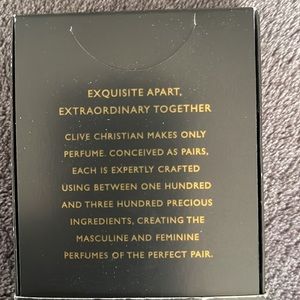 EXQUISITE APART,
EXTRAORDINARY TOGETHER
CLIVE CHRISTIAN MAKES ONLY
PERFUME. CONCEIVED AS PAIRS,
EACH IS EXPERTLY CRAFTED
USING BETWEEN ONE HUNDRED
AND THREE HUNDRED PRECIOUS
INGREDIENTS, CREATING THE
MASCULINE AND FEMININE
PERFUMES OF THE PERFECT PAIR.